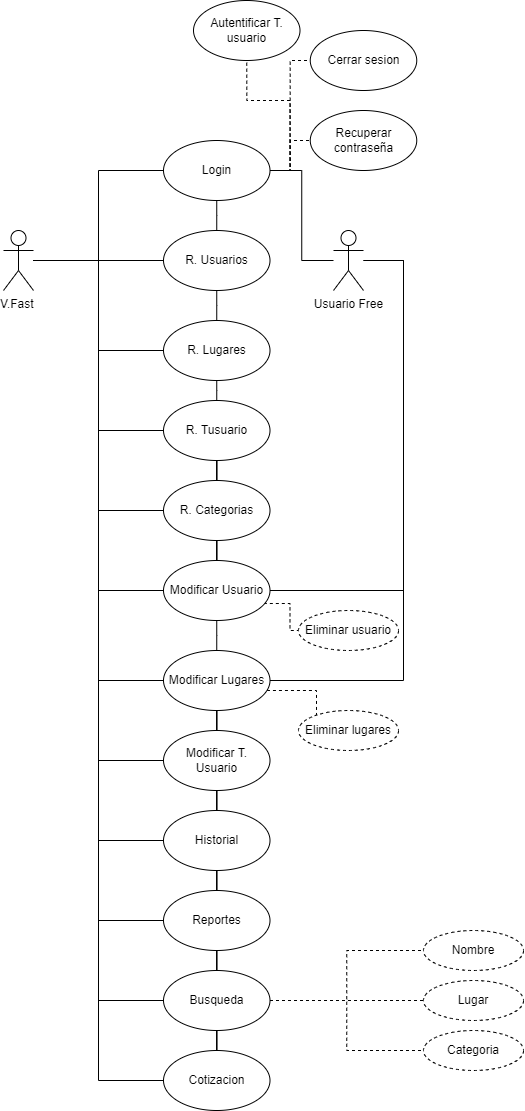 Autentificar T.
usuario
Cerrar sesion
Recuperar
contraseña
Login
R. Usuarios
V.Fast
Usuario Free
R. Lugares
R. Tusuario
R. Categorias
Modificar Usuario
Eliminar usuario
Modificar Lugares
Eliminar lugares
Modificar T.
Usuario
Historial
Reportes
Nombre
Busqueda
Lugar
Categoria
Cotizacion